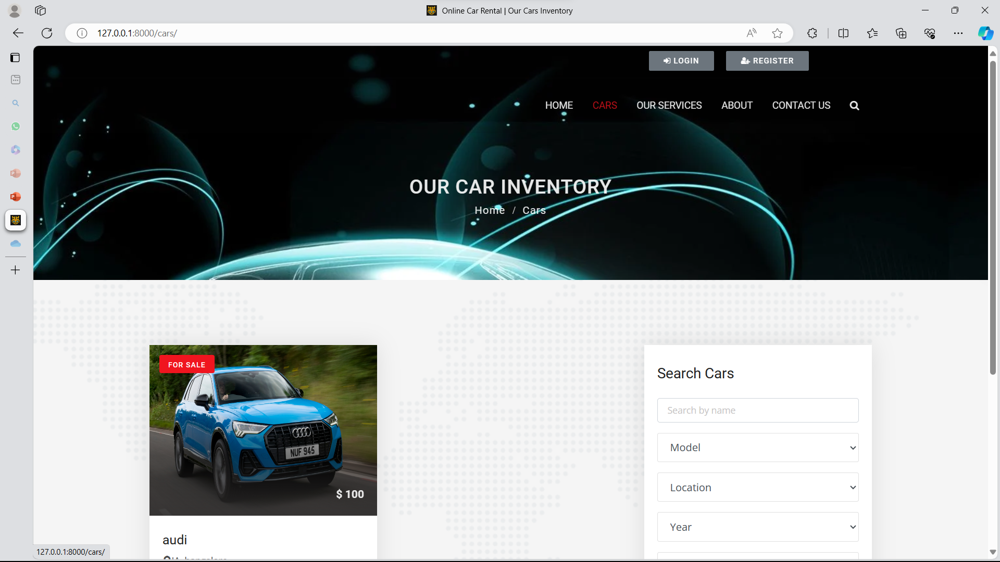 Online Car Rental | Our Cars Inventory
127.0.0.1:8000/cars/
LOGIN
REGISTER
HOME
CARS
OUR SERVICES
ABOUT
CONTACT US
OUR CAR INVENTORY
Home / Cars
FOR SALE
NUF 945
$ 100
audi
Search Cars
Search by name
Model
Location
Year
127.0.0.1:8000/cars/